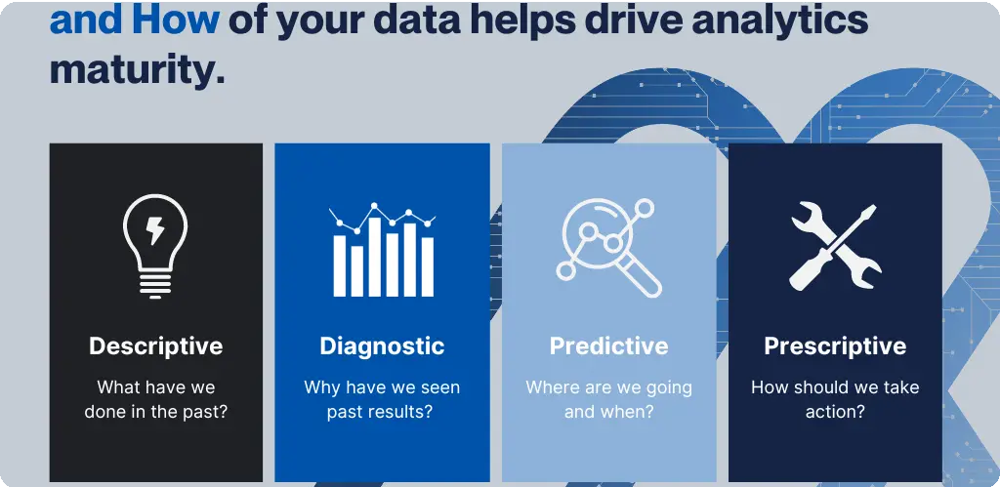 and How of your data helps drive analytics
maturity.
Descriptive
What have we
done in the past?
Diagnostic
Why have we seen
past results?
Predictive
Where are we going
and when?
Prescriptive
How should we take
action?